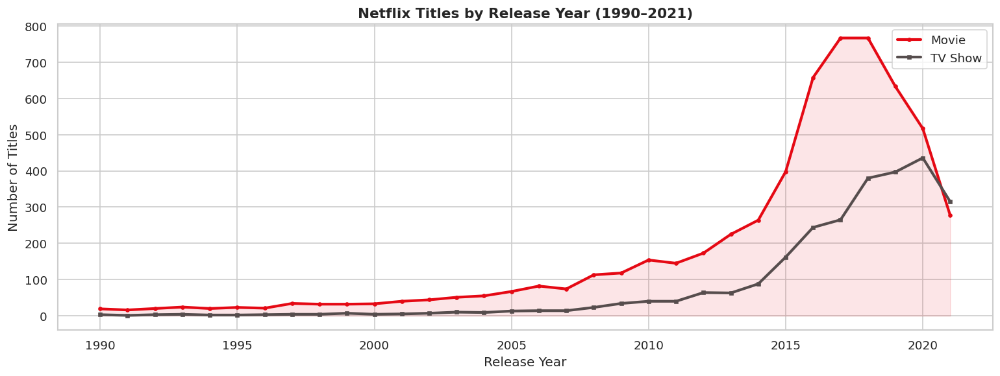 Netflix Titles by Release Year (1990–2021)
800
700
600
500
400
300
200
100
0
Number of Titles
Movie
TV Show
1990 1995 2000 2005 2010 2015 2020
Release Year